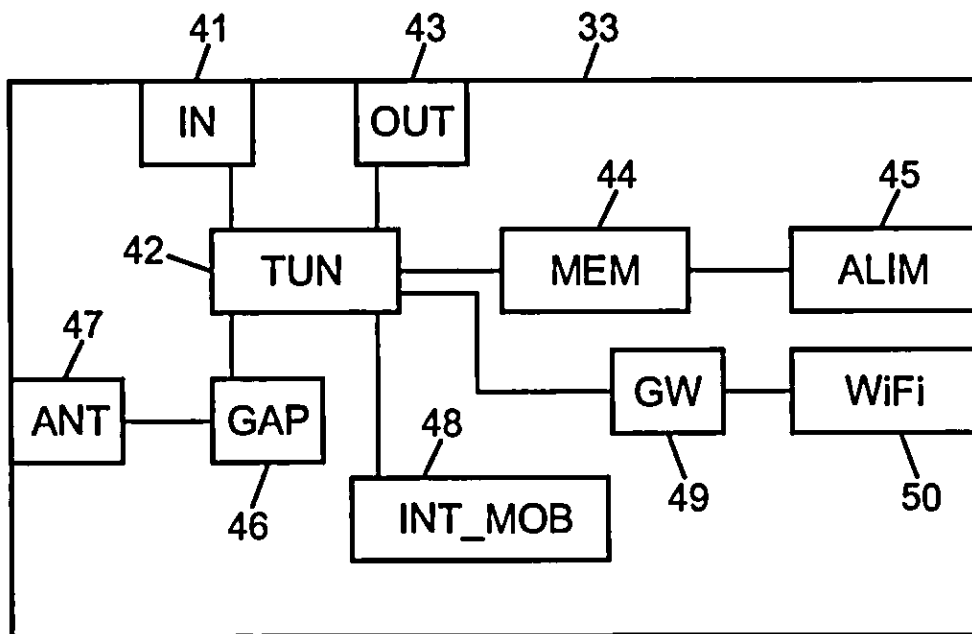 41 43 33
IN OUT
44 45
42 TUN MEM ALIM
47
ANT GAP GW WiFi
48
46 49 50
INT_MOB